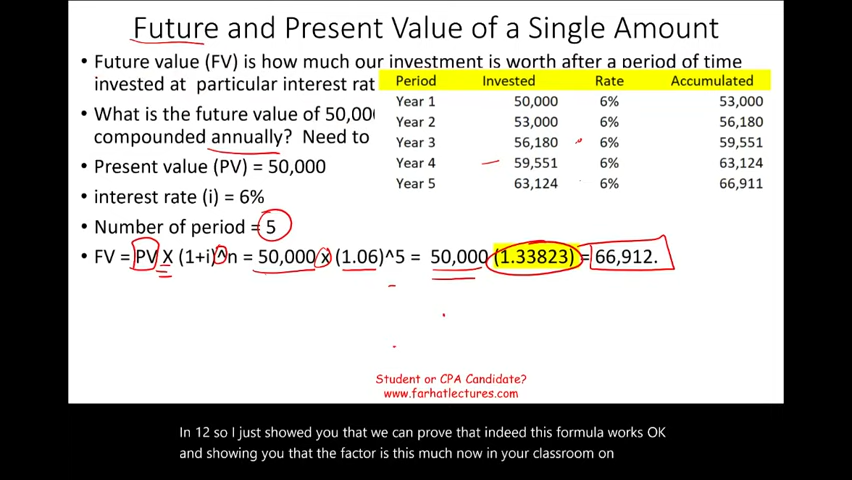 Future and Present Value of a Single Amount
• Future value (FV) is how much our investment is worth after a period of time
invested at particular interest rat
• What is the future value of 50,00
compounded annually? Need to
• Present value (PV) = 50,000
• interest rate (i) = 6%
• Number of period = 5
• FV = PV X (1+i)^n = 50,000 x (1.06)^5 = 50,000 (1.33823) = 66,912.
Period Invested Rate Accumulated
Year 1 50,000 6% 53,000
Year 2 53,000 6% 56,180
Year 3 56,180 6% 59,551
Year 4 59,551 6% 63,124
Year 5 63,124 6% 66,911
Student or CPA Candidate?
www.farhatlectures.com
In 12 so I just showed you that we can prove that indeed this formula works OK
and showing you that the factor is this much now in your classroom on